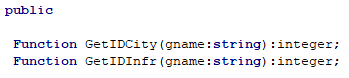 public
Function GetIDCity(gname:string):integer;
Function GetIDInfr(gname:string):integer;